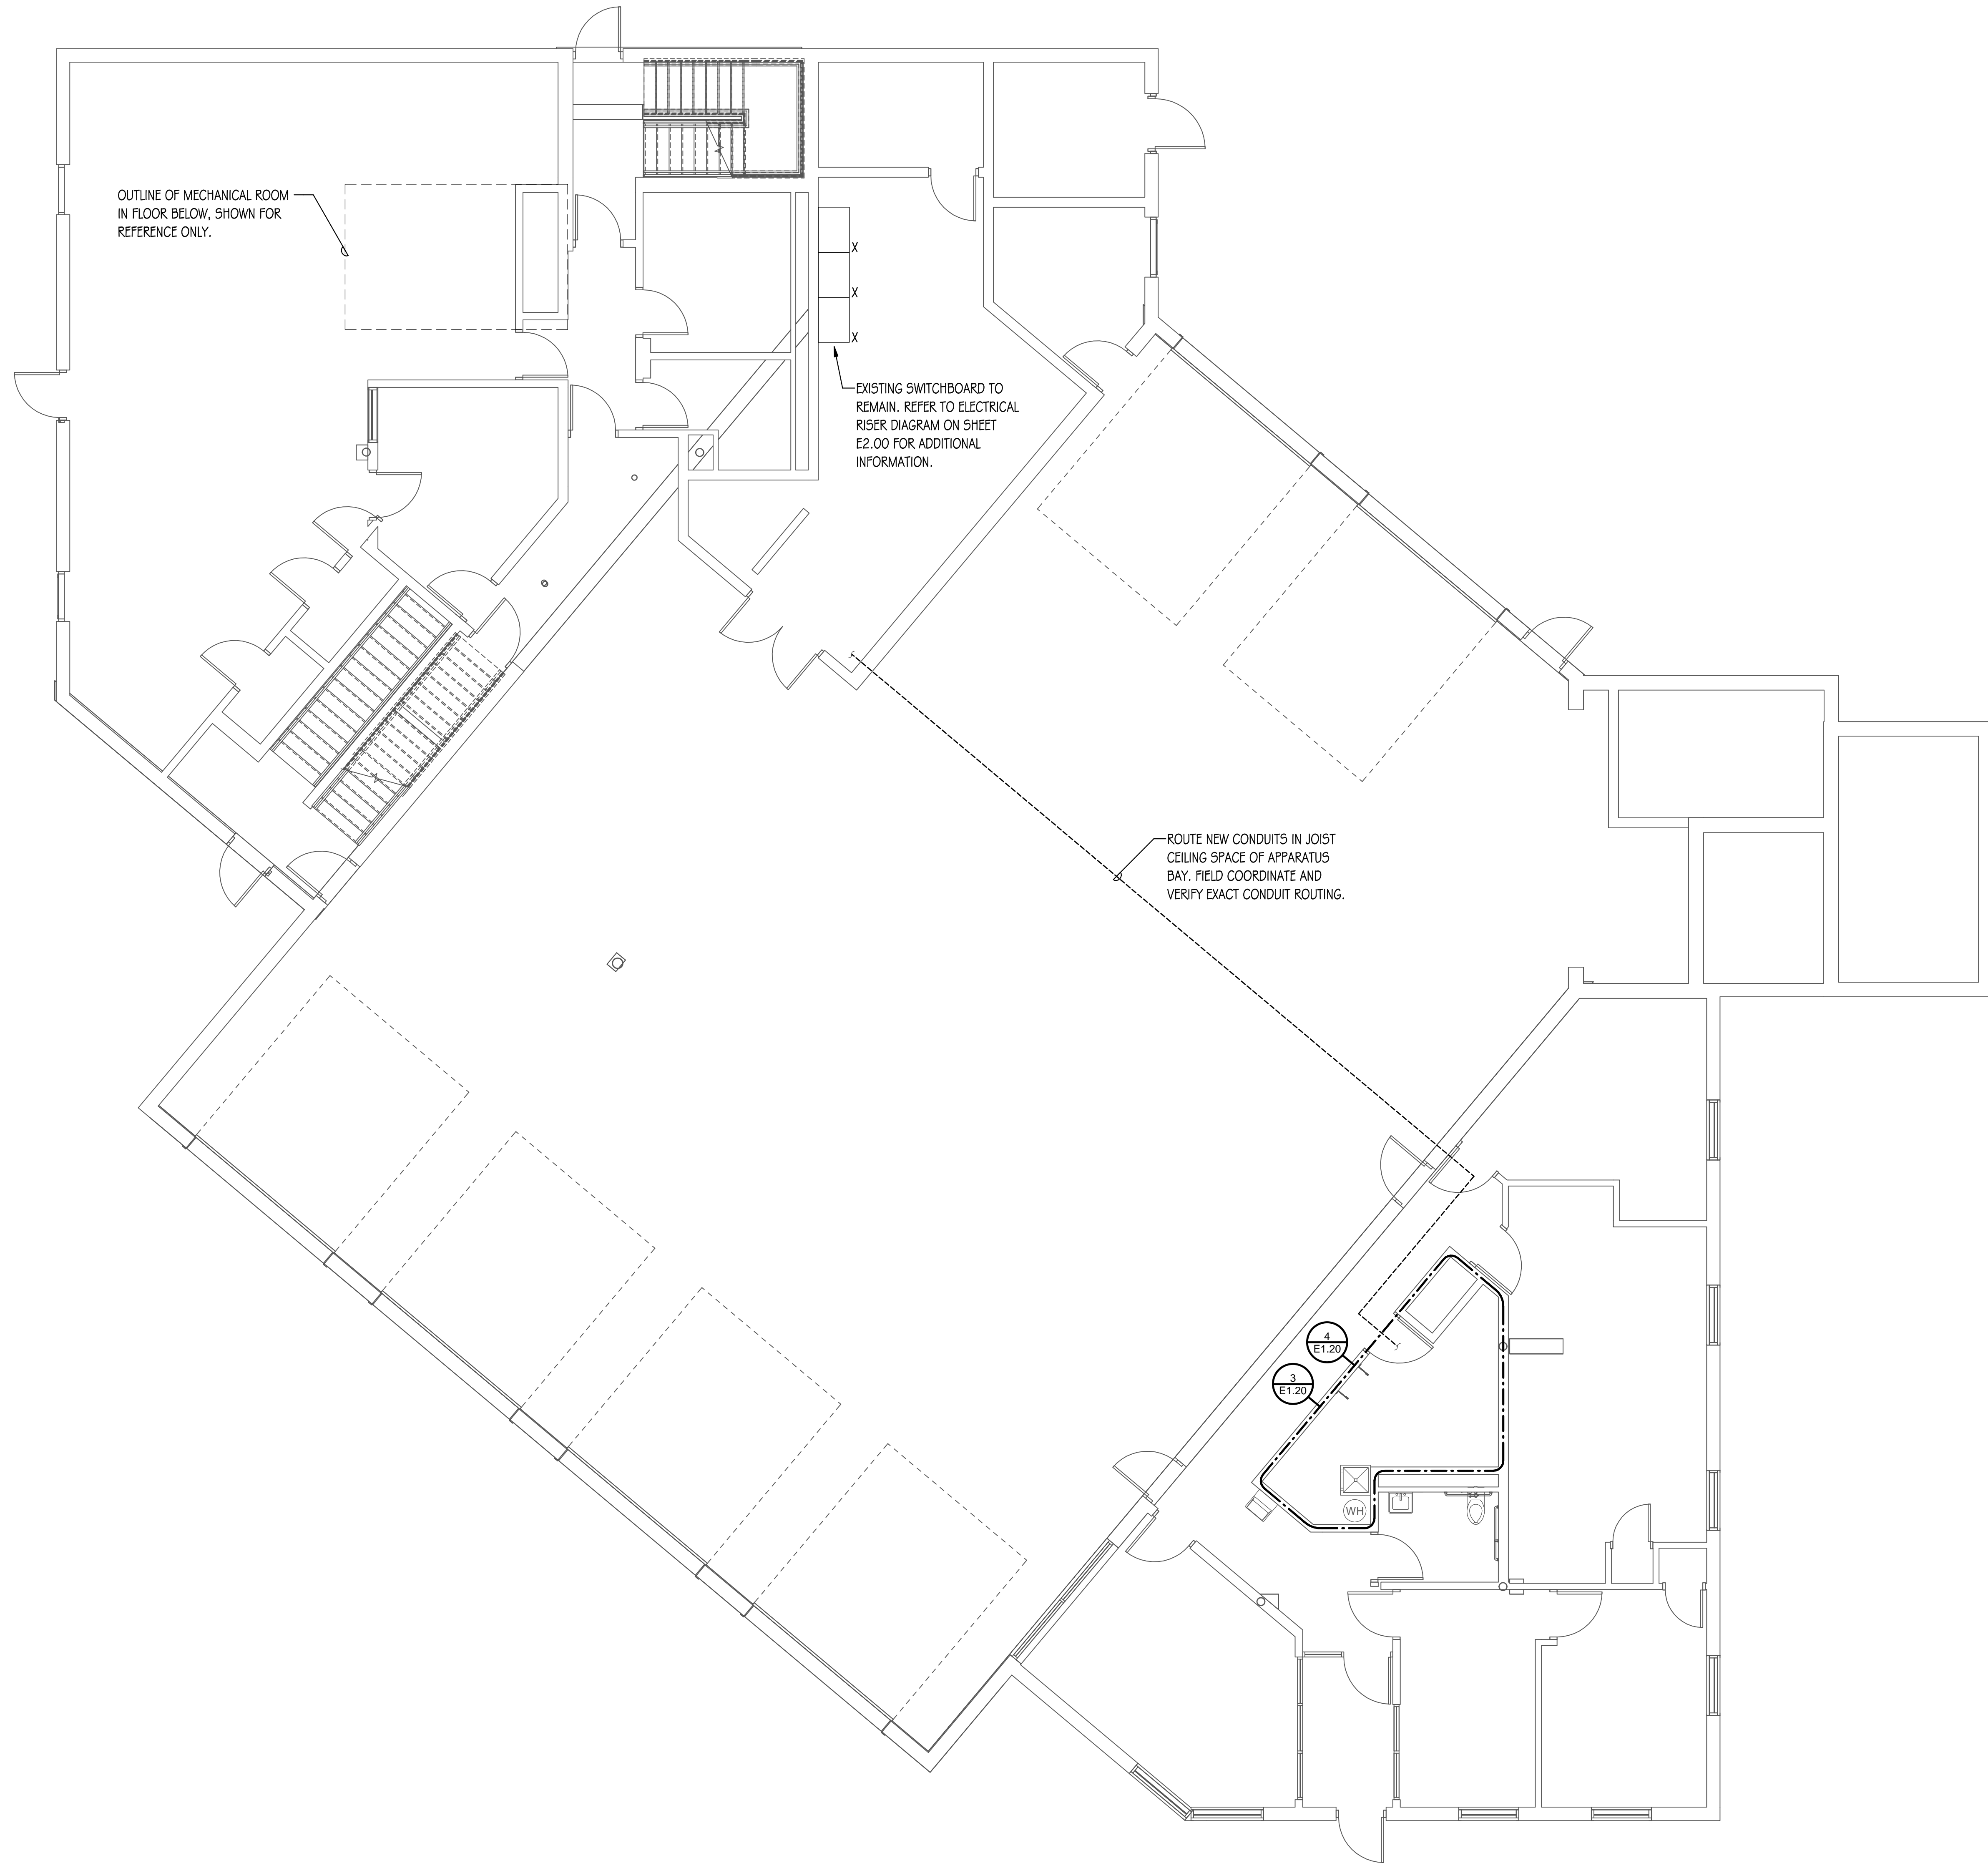 OUTLINE OF MECHANICAL ROOM
IN FLOOR BELOW, SHOWN FOR
REFERENCE ONLY.
X
X
X
EXISTING SWITCHBOARD TO
REMAIN. REFER TO ELECTRICAL
RISER DIAGRAM ON SHEET
E2.00 FOR ADDITIONAL
INFORMATION.
ROUTE NEW CONDUITS IN JOIST
CEILING SPACE OF APPARATUS
BAY. FIELD COORDINATE AND
VERIFY EXACT CONDUIT ROUTING.
4
E1.20
3
E1.20
WH